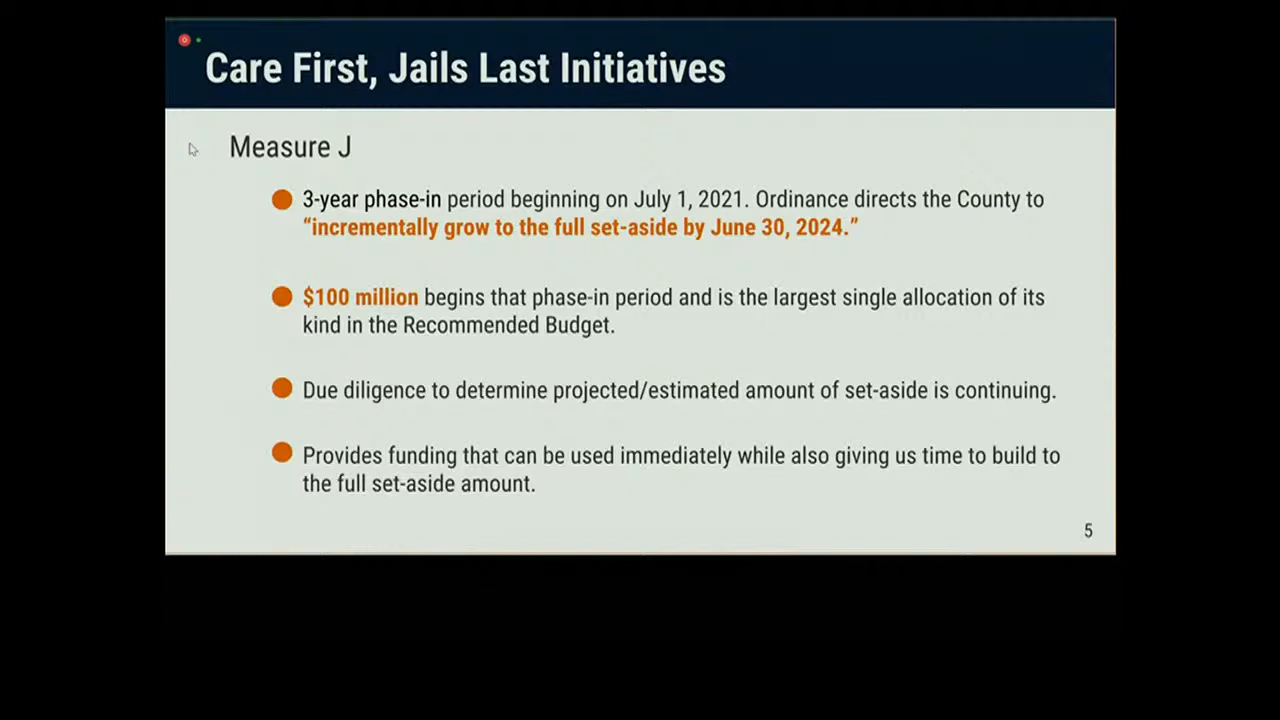 Care First, Jails Last Initiatives
Measure J
3-year phase-in period beginning on July 1, 2021. Ordinance directs the County to
“incrementally grow to the full set-aside by June 30, 2024.”
$100 million begins that phase-in period and is the largest single allocation of its
kind in the Recommended Budget.
Due diligence to determine projected/estimated amount of set-aside is continuing.
Provides funding that can be used immediately while also giving us time to build to
the full set-aside amount.
5